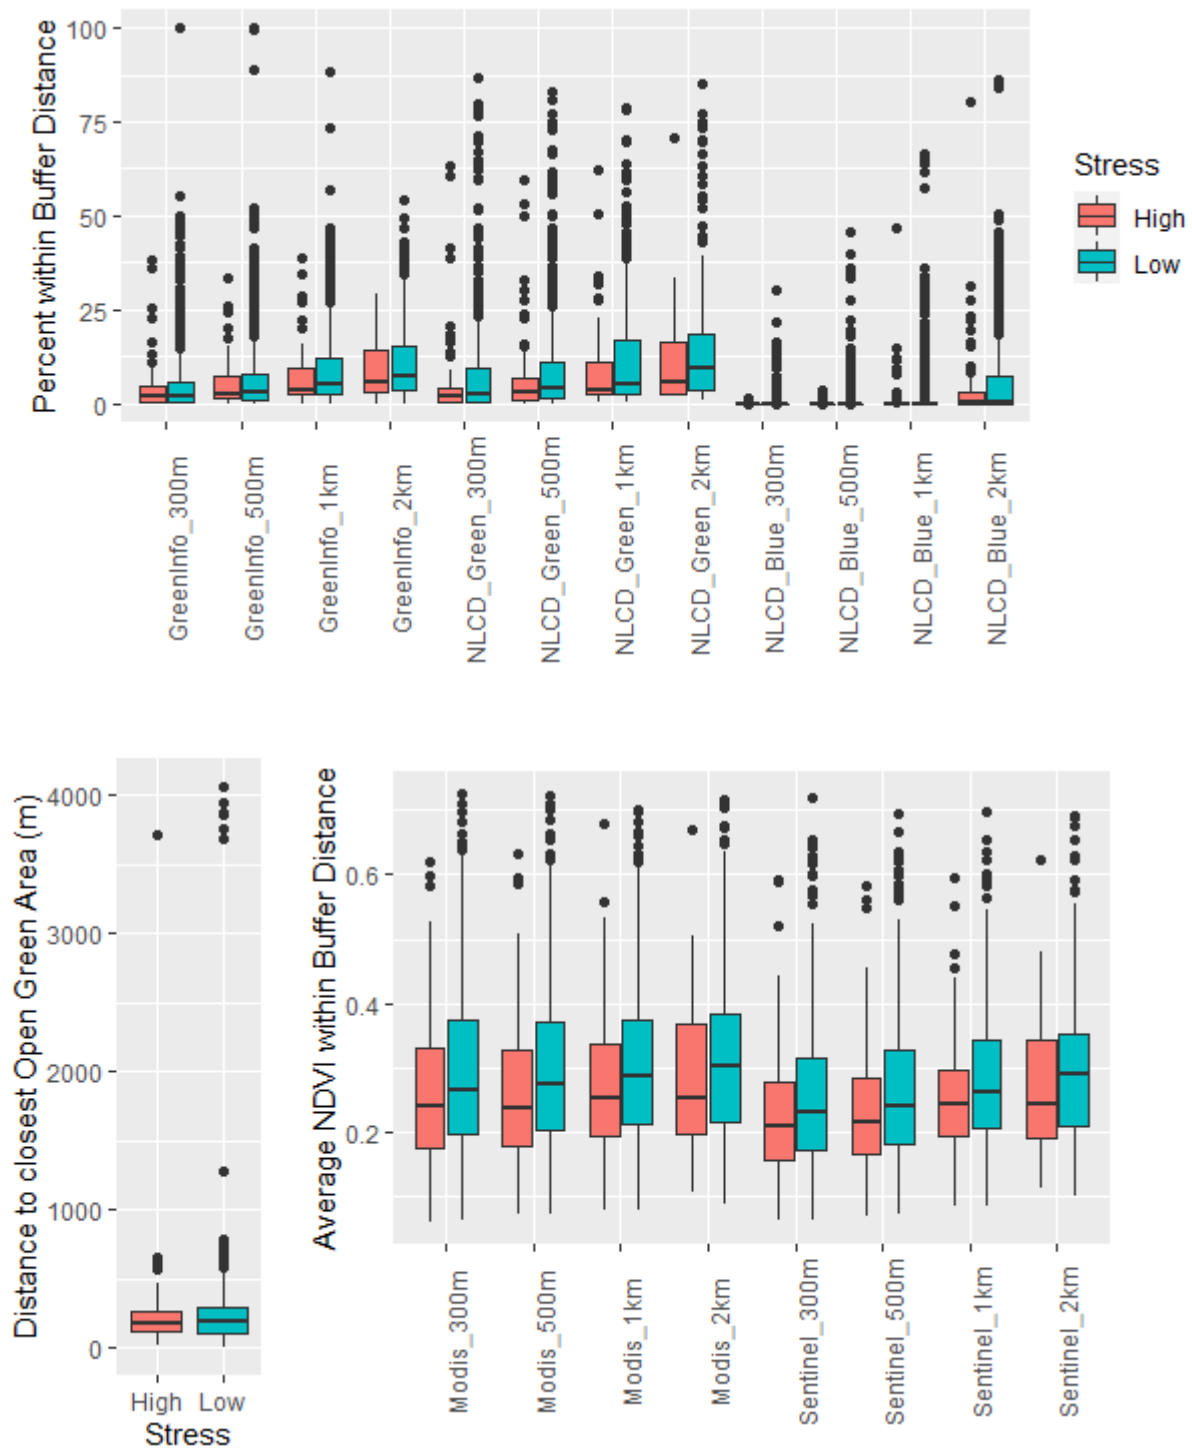 Percent within Buffer Distance
100
75
50
25
0
GreenInfo_300m
GreenInfo_500m
GreenInfo_1km
GreenInfo_2km
NLCD_Green_300m
NLCD_Green_500m
NLCD_Green_1km
NLCD_Green_2km
NLCD_Blue_300m
NLCD_Blue_500m
NLCD_Blue_1km
NLCD_Blue_2km
Stress
High
Low
Distance to closest Open Green Area (m)
4000
3000
2000
1000
0
High Low
Stress
Average NDVI within Buffer Distance
0.6
0.4
0.2
Modis_300m
Modis_500m
Modis_1km
Modis_2km
Sentinel_300m
Sentinel_500m
Sentinel_1km
Sentinel_2km